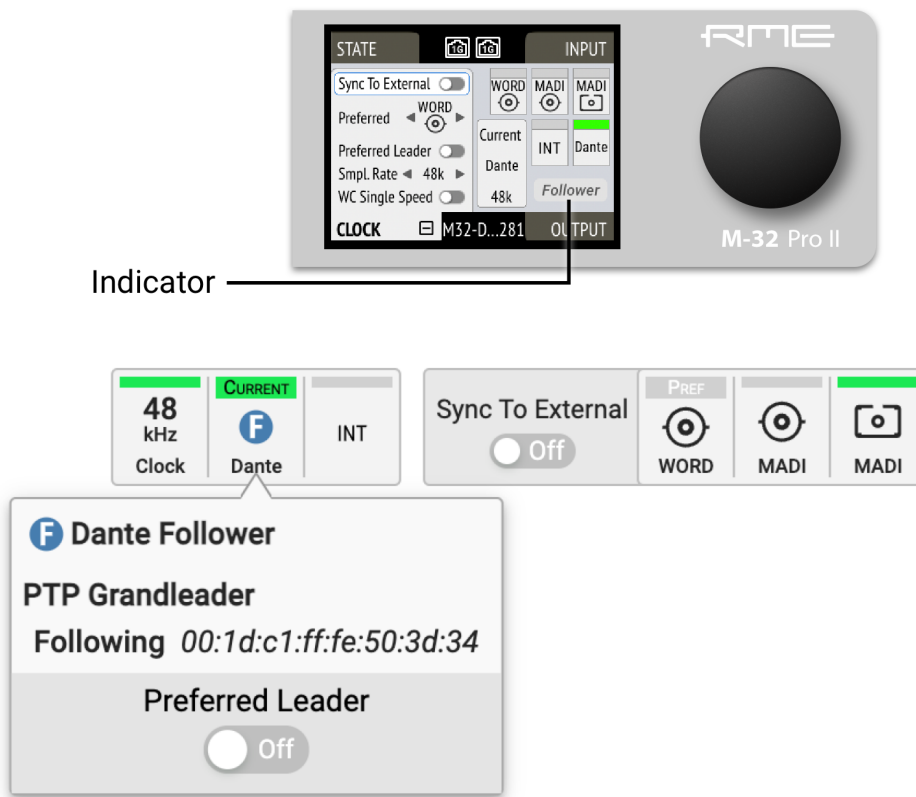 RME
STATE
1G
1G
INPUT
Sync To External
WORD
MADI
MADI
Preferred
WORD
Current
INT
Dante
Preferred Leader
Dante
Smpl. Rate
48k
Follower
WC Single Speed
48k
CLOCK
M32-D...281
OUTPUT
M-32 Pro II
Indicator
48
kHz
Clock
CURRENT
F
Dante
INT
Sync To External
Off
PREF
WORD
MADI
MADI
F Dante Follower
PTP Grandleader
Following 00:1d:c1:ff:fe:50:3d:34
Preferred Leader
Off